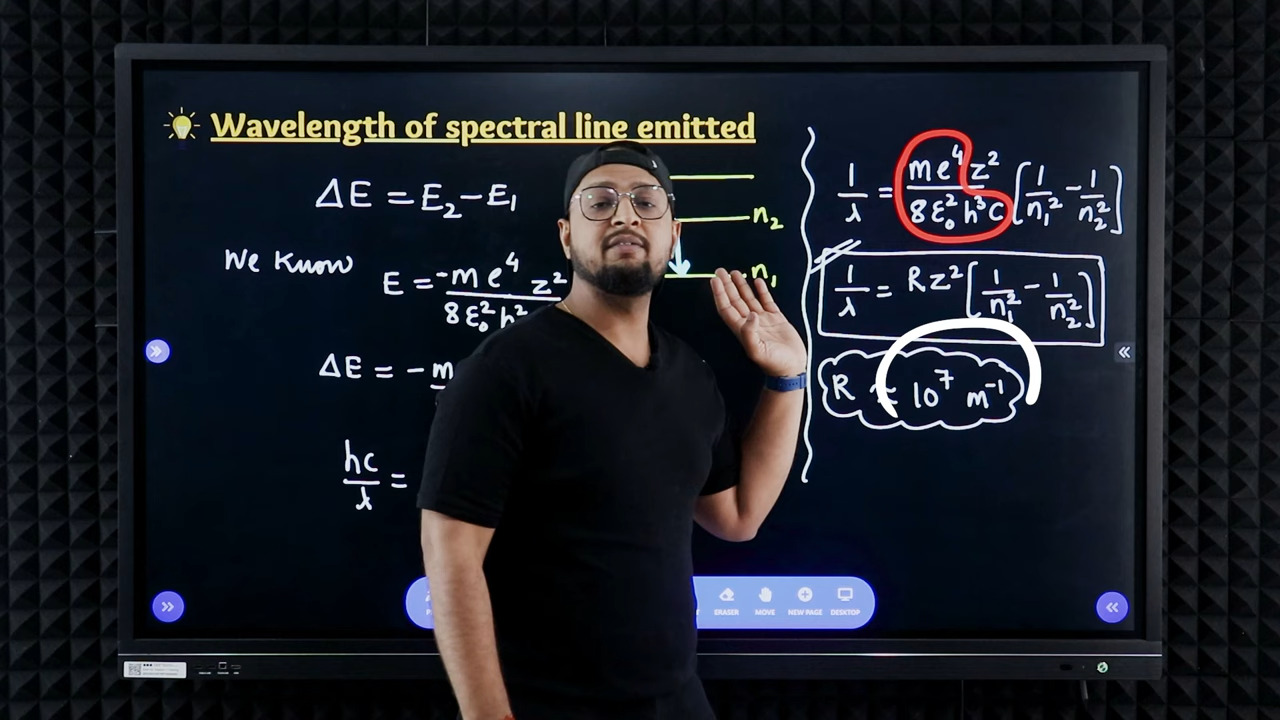 Wavelength of spectral line emitted
ΔE = E₂ − E₁
We Know
E = −me⁴z² / 8ε₀²h²
ΔE = − m
hc/λ =
n₂
n₁
1/λ = me⁴z² / 8ε₀²h³c [1/n₁² − 1/n₂²]
1/λ = Rz² [1/n₁² − 1/n₂²]
R ≈ 10⁷ m⁻¹
ERASER MOVE NEW PAGE DESKTOP